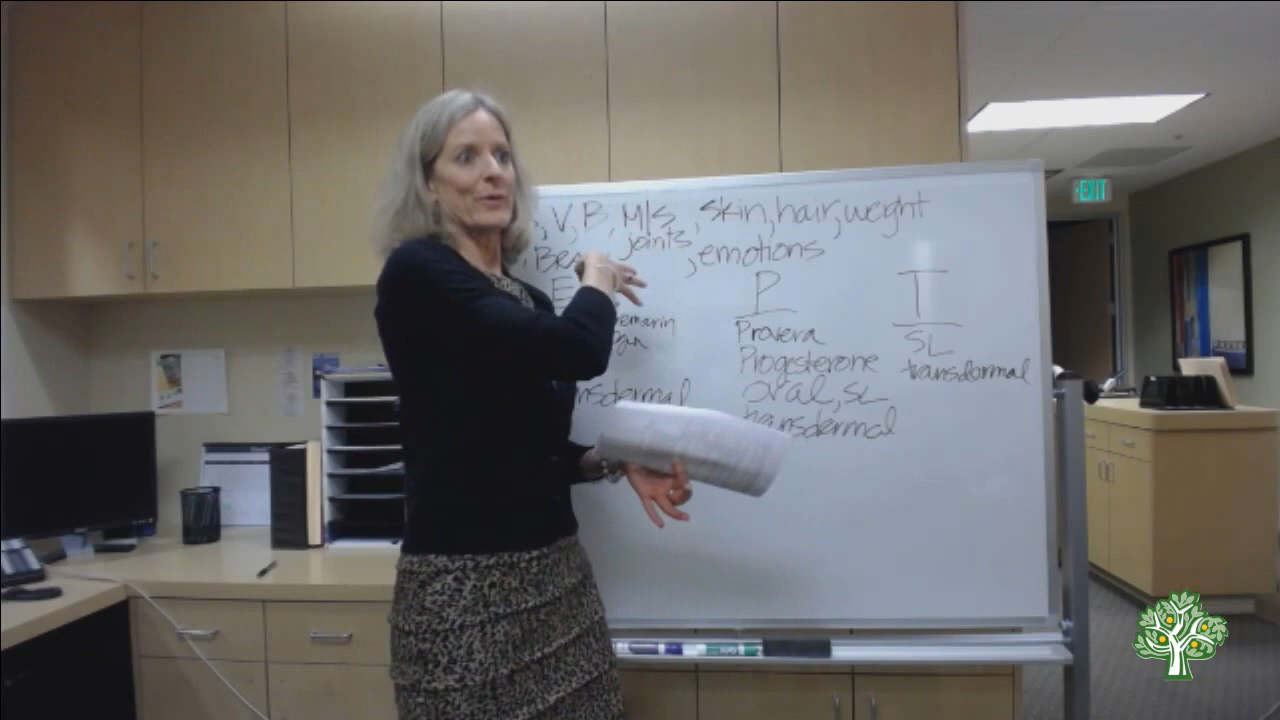 , V, B, M/S, skin, hair, weight
joints, emotions
E P T
Provera SL
Progesterone transdermal
oral, SL
transdermal
EXIT